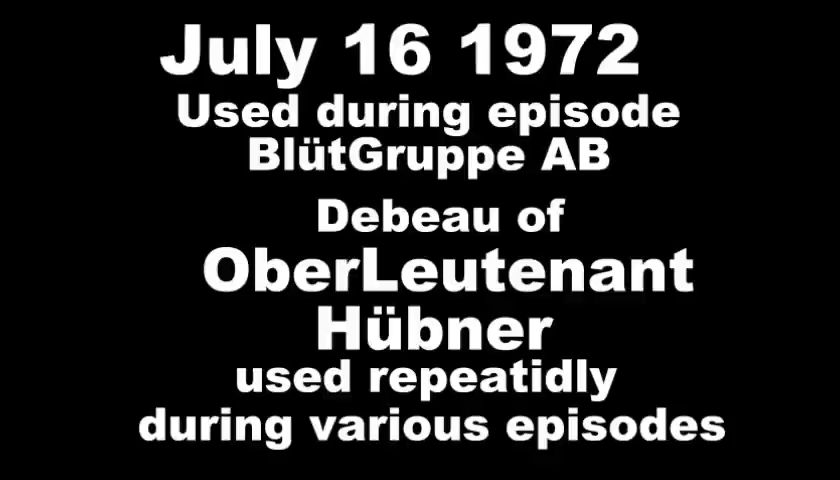 July 16 1972
Used during episode
BlütGruppe AB
Debeau of
OberLeutenant
Hübner
used repeatidly
during various episodes